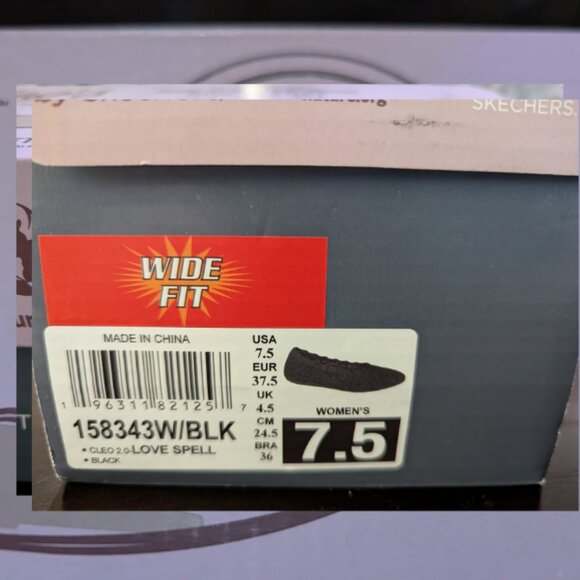 SKECHERS.
WIDE
FIT
MADE IN CHINA
1 96311 82125 7
158343W/BLK
• CLEO 2.0-LOVE SPELL
• BLACK
USA
7.5
EUR
37.5
UK
4.5
CM
24.5
BRA
36
WOMEN'S
7.5